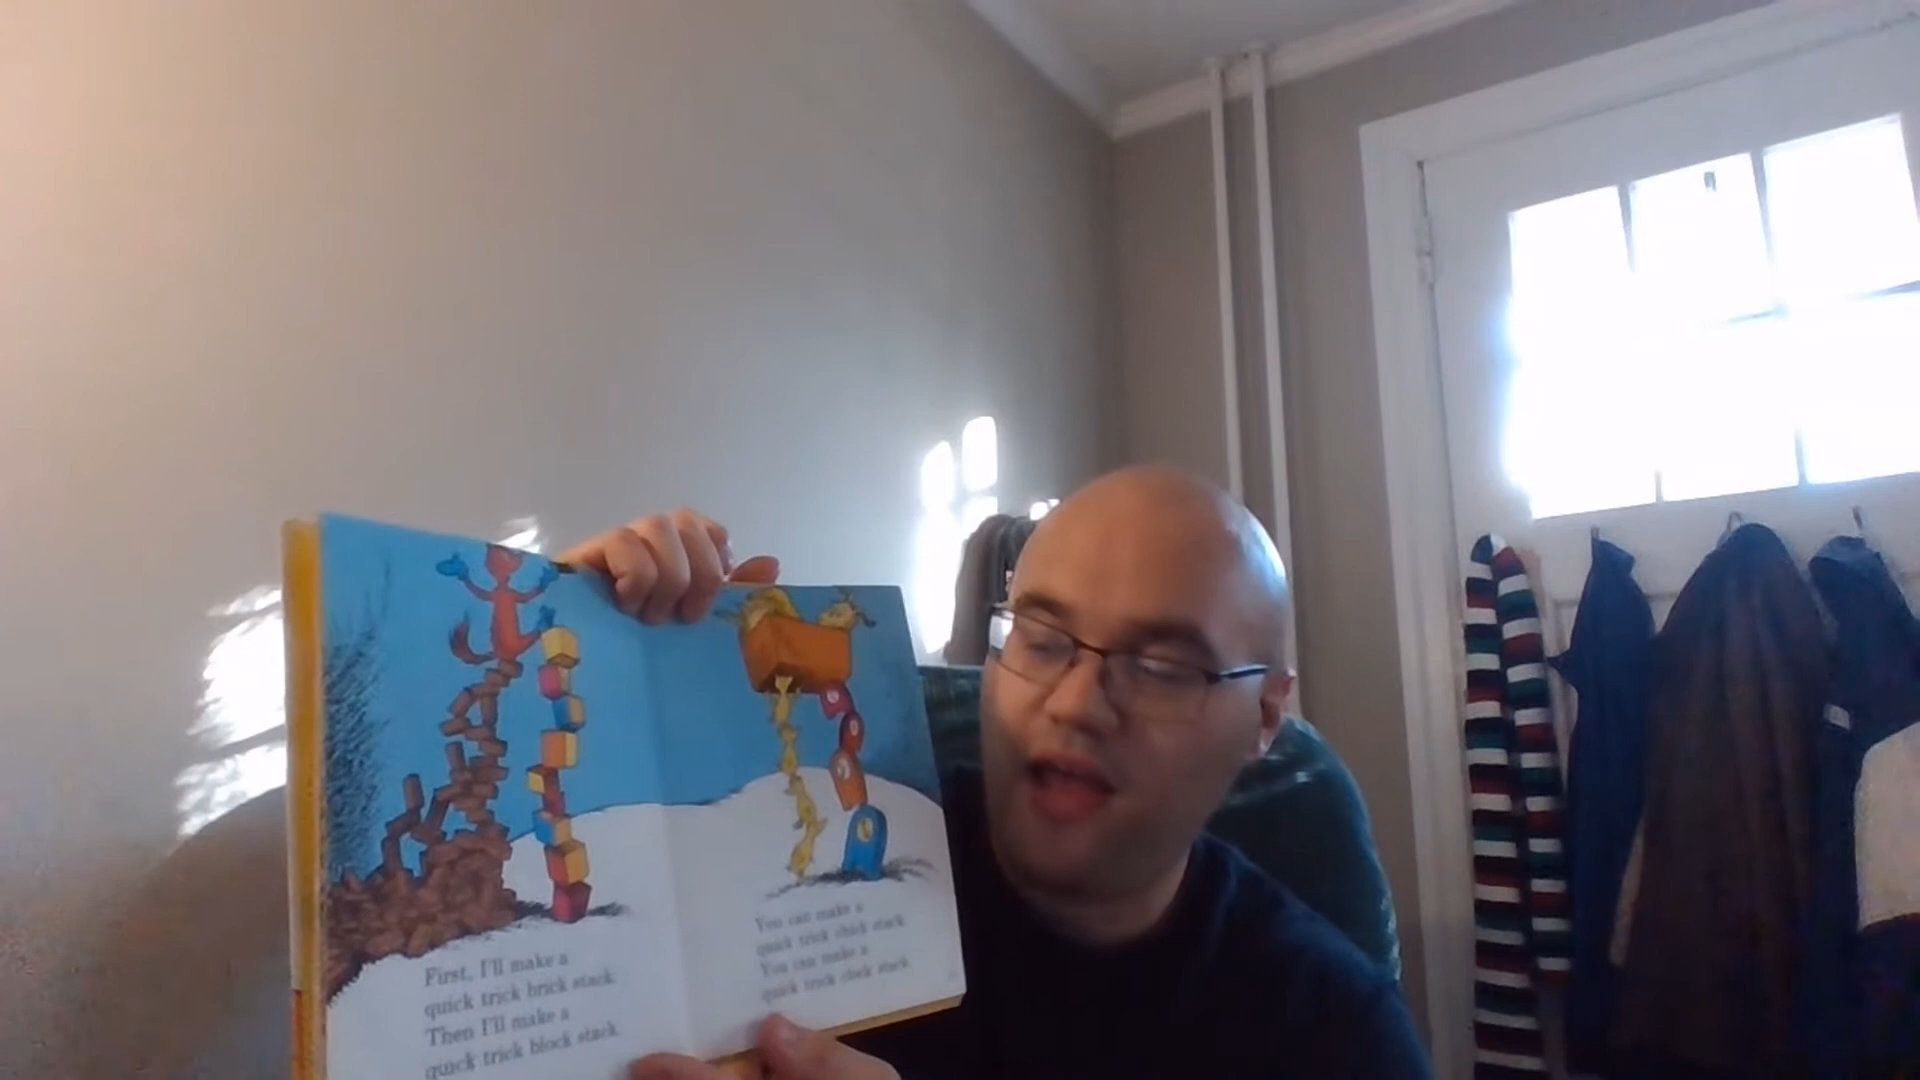 First, I'll make a
quick trick brick stack.
Then I'll make a
quick trick block stack.
You can make a
quick trick chick stack.
You can make a
quick trick clock stack.